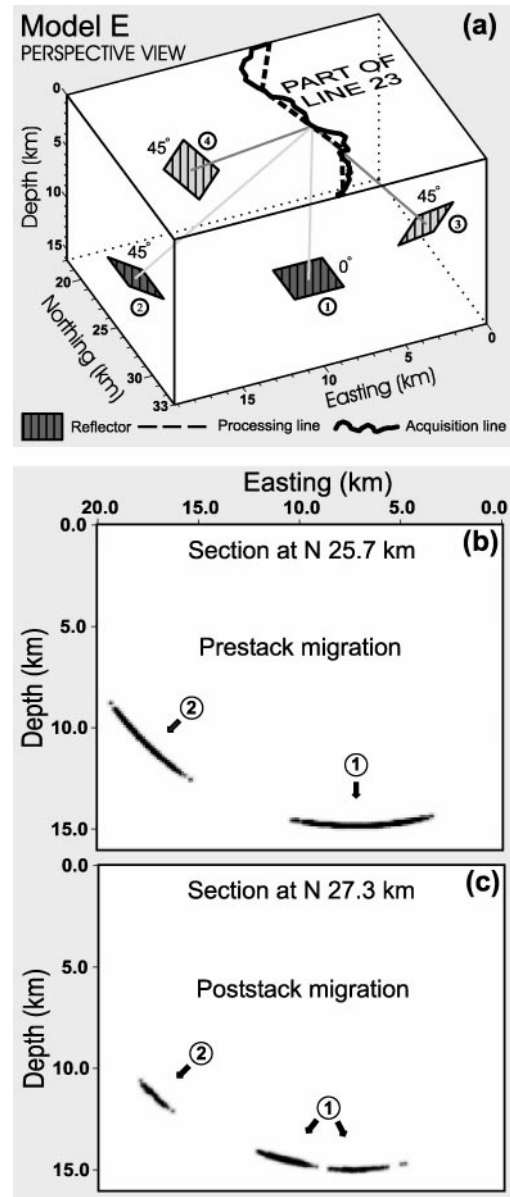 Model E
(a)
PERSPECTIVE VIEW
PART OF
LINE 23
0
5
10
15
Depth (km)
45°
4
45°
3
45°
2
0°
1
20
25
30
33
Northing (km)
15
10
5
0
Easting (km)
Reflector
Processing line
Acquisition line
Easting (km)
20.0 15.0 10.0 5.0 0.0
0.0
Section at N 25.7 km
(b)
5.0
Prestack migration
Depth (km)
2
10.0
1
15.0
0.0
Section at N 27.3 km
(c)
5.0
Poststack migration
Depth (km)
2
10.0
1
15.0